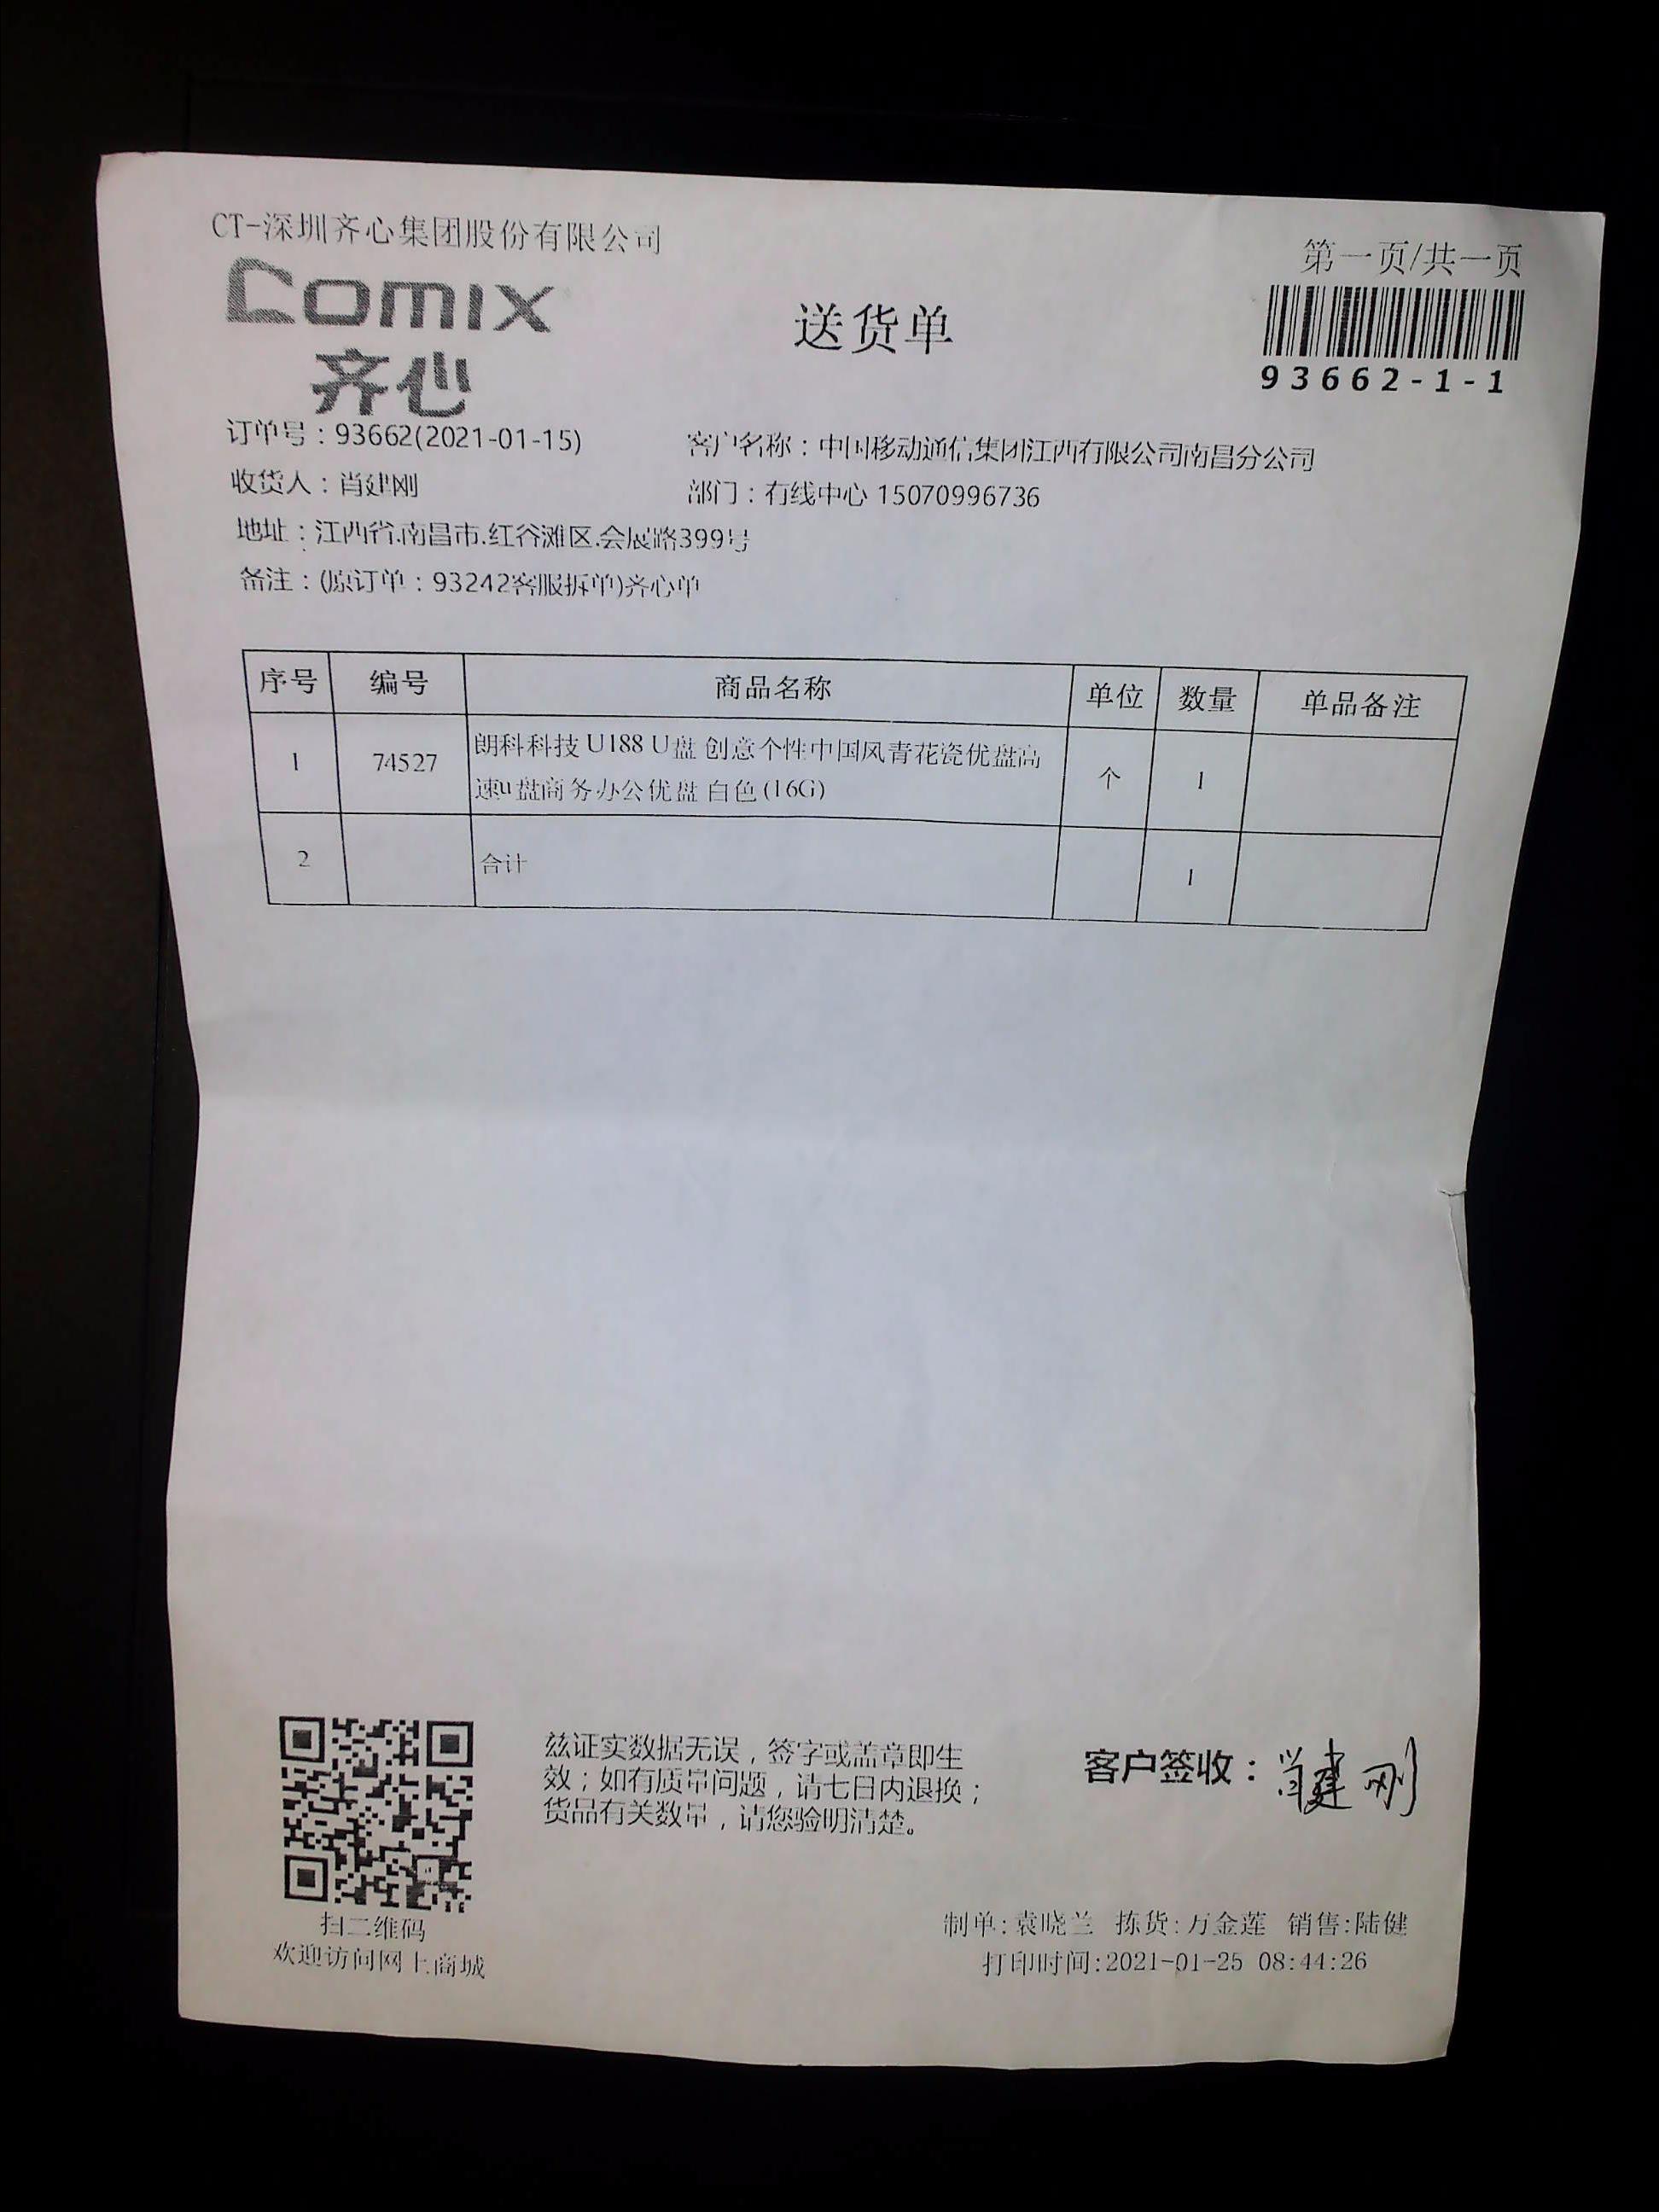 CT-深圳齐心集团股份有限公司
第一页/共一页
Comix
齐心
送货单
93662-1-1
订单号：93662(2021-01-15)
客户名称：中国移动通信集团江西有限公司南昌分公司
收货人：肖建刚
部门：有线中心 15070996736
地址：江西省.南昌市.红谷滩区.会展路399号
备注：(原订单：93242客服拆单)齐心单
序号 编号 商品名称 单位 数量 单品备注
1 74527 朗科科技 U188 U盘 创意个性中国风青花瓷优盘高
速u盘商务办公优盘 白色(16G) 个 1
2 合计 1
兹证实数据无误，签字或盖章即生
效；如有质量问题，请七日内退换；
货品有关数量，请您验明清楚。
客户签收：肖建刚
扫二维码
欢迎访问网上商城
制单:袁晓兰 拣货:万金莲 销售:陆健
打印时间:2021-01-25 08:44:26